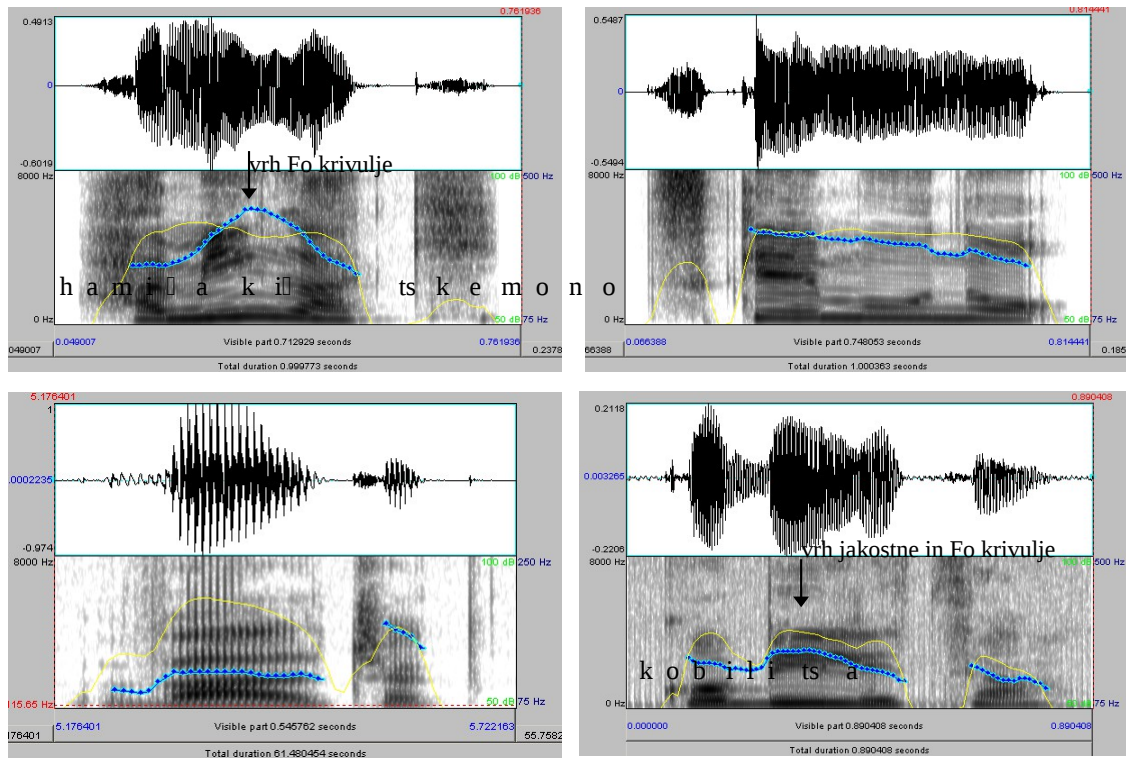 0.761936
0.4913
0
-0.6019
vrh Fo krivulje
8000 Hz
100 dB
500 Hz
h a m i a k i ts k e m o n o
0 Hz
50 dB
75 Hz
0.049007
Visible part 0.712929 seconds
0.761936
049007
0.2378
Total duration 0.999773 seconds
0.814441
0.5487
0
-0.5494
8000 Hz
100 dB
500 Hz
0 Hz
50 dB
75 Hz
0.066388
Visible part 0.748053 seconds
0.814441
66388
0.185
Total duration 1.000363 seconds
5.176401
1
.0002235
-0.974
8000 Hz
100 dB
250 Hz
15.65 Hz
50 dB
75 Hz
5.176401
Visible part 0.545762 seconds
5.722163
176401
55.7582
Total duration 61.480454 seconds
0.890408
0.2118
0.003265
-0.2206
vrh jakostne in Fo krivulje
8000 Hz
100 dB
500 Hz
k o b i l i ts a
0 Hz
75 Hz
0.000000
Visible part 0.890408 seconds
0.890408
Total duration 0.890408 seconds